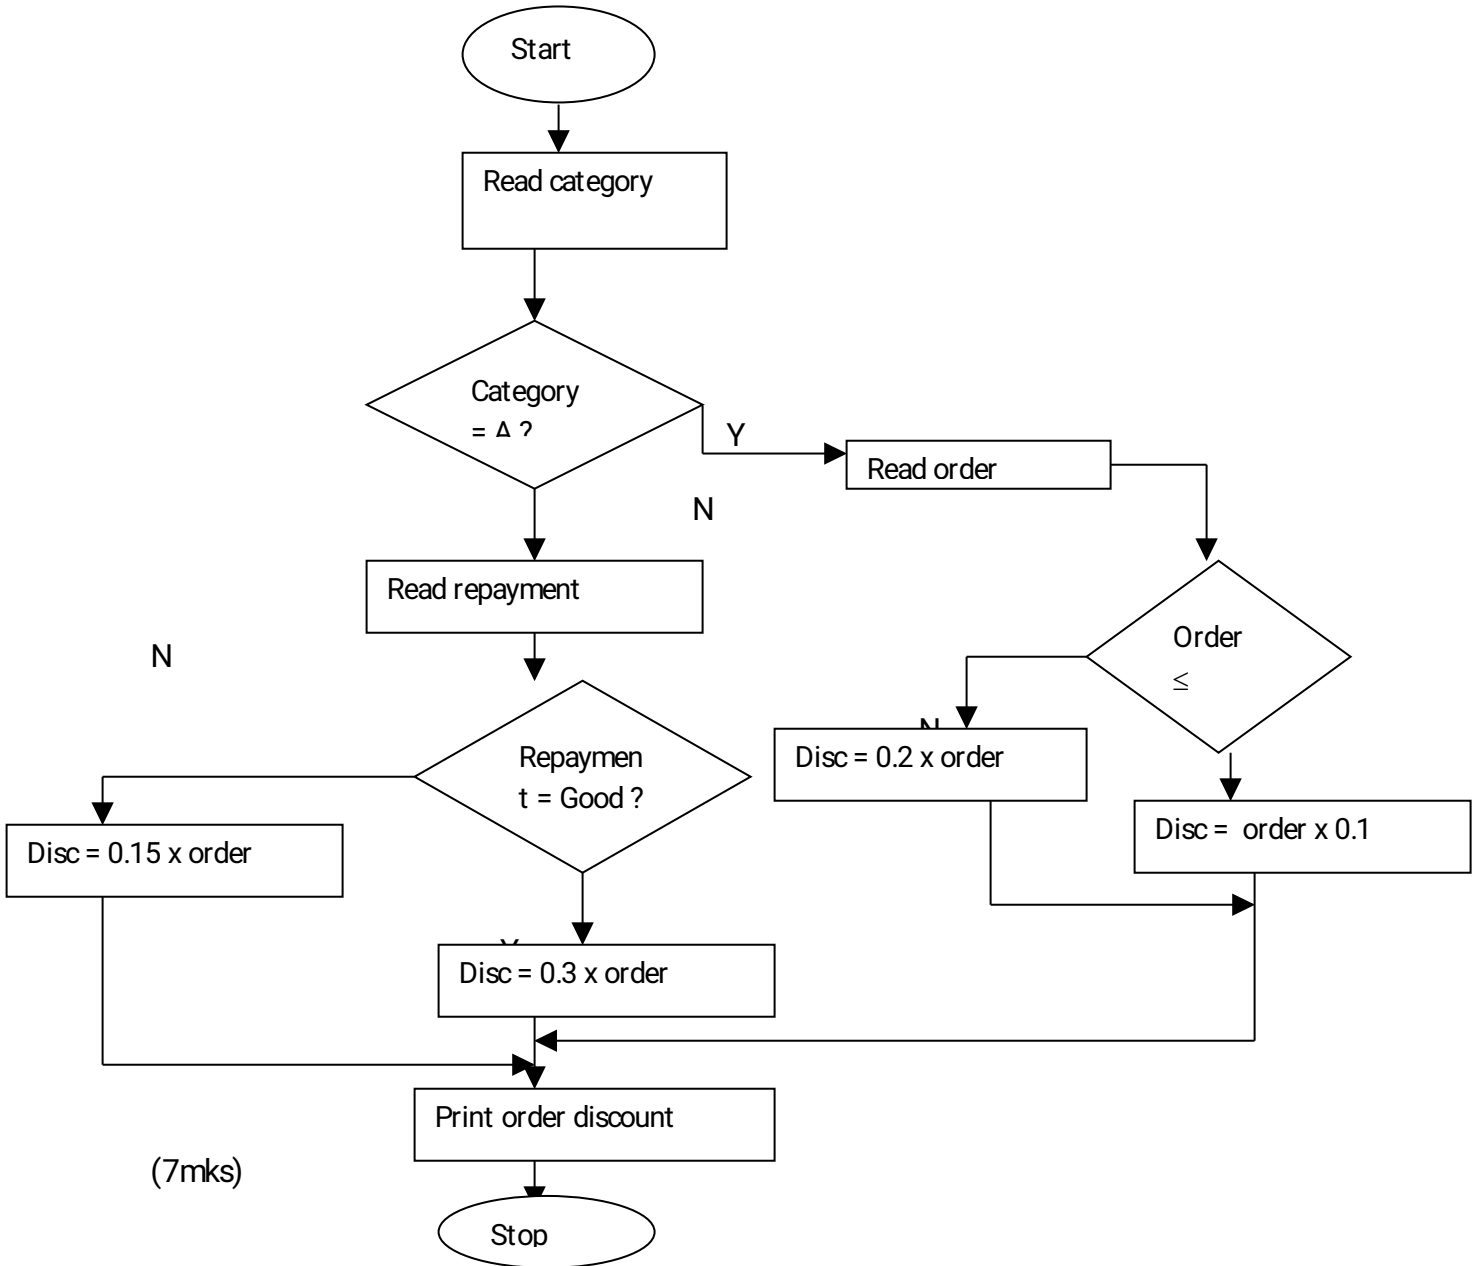 Start
Read category
Category
= A ?
Y
Read order
N
Read repayment
N
Order
≤
N
Disc = 0.2 x order
Repaymen
t = Good ?
Disc = order x 0.1
Disc = 0.15 x order
Disc = 0.3 x order
Print order discount
(7mks)
Stop